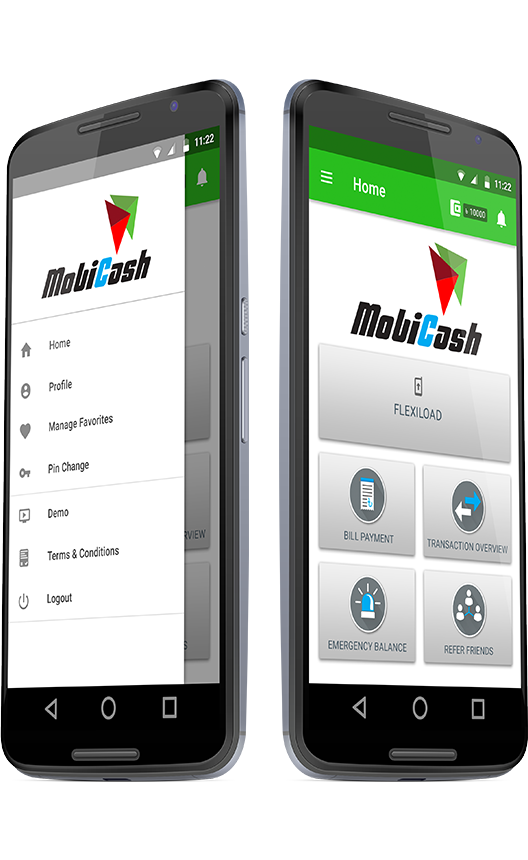 11:22
MobiCash
Home
Profile
Manage Favorites
Pin Change
Demo
Terms & Conditions
Logout
RVIEW
S
11:22
Home
৳ 10000
MobiCash
FLEXILOAD
BILL PAYMENT
TRANSACTION OVERVIEW
EMERGENCY BALANCE
REFER FRIENDS